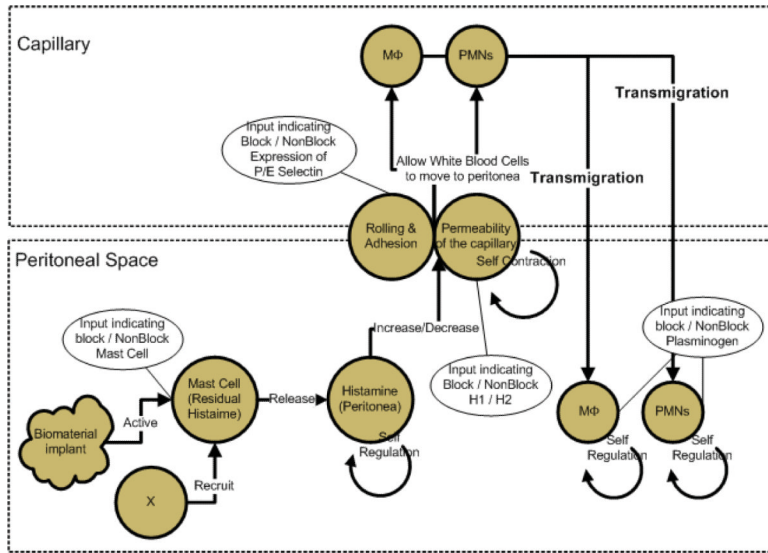 Capillary
MΦ
PMNs
Transmigration
Input indicating
Block / NonBlock
Expression of
P/E Selectin
Allow White Blood Cells
to move to peritonea
Transmigration
Rolling &
Adhesion
Permeability
of the capillary
Self Contraction
Peritoneal Space
Input indicating
block / NonBlock
Mast Cell
Increase/Decrease
Input indicating
block / NonBlock
Plasminogen
Mast Cell
(Residual
Histaime)
Release
Histamine
(Peritonea)
Self
Regulation
Input indicating
Block / NonBlock
H1 / H2
MΦ
Self
Regulation
PMNs
Self
Regulation
Biomaterial
implant
Active
X
Recruit